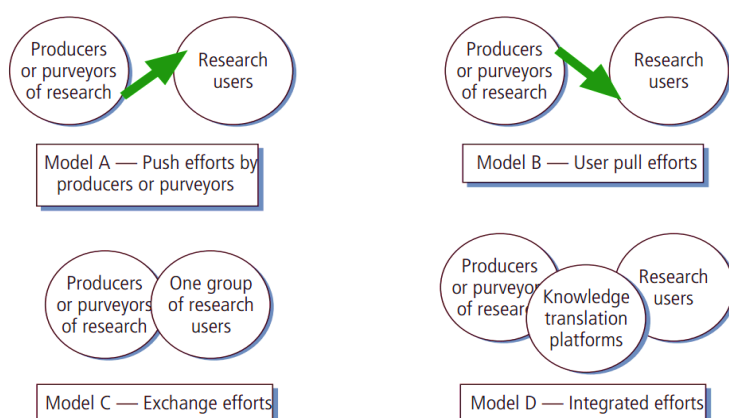 Producers
or purveyors
of research
Research
users
Model A — Push efforts by
producers or purveyors
Producers
or purveyors
of research
Research
users
Model B — User pull efforts
Producers
or purveyors
of research
One group
of research
users
Model C — Exchange efforts
Producers
or purveyor
of resear
Knowledge
translation
platforms
Research
users
Model D — Integrated efforts